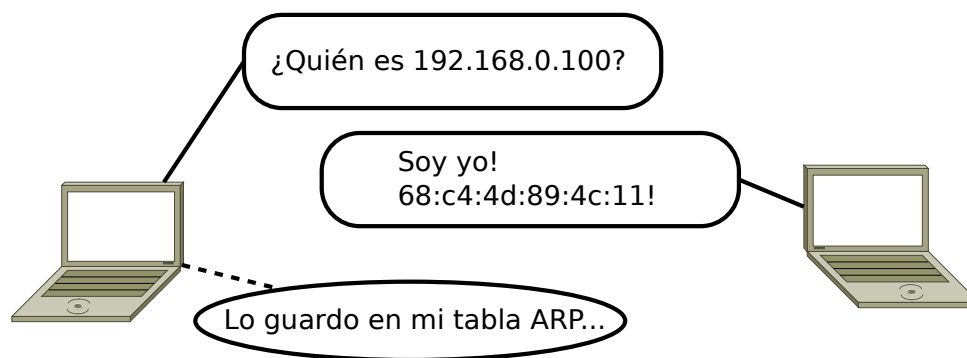 ¿Quién es 192.168.0.100?
Soy yo!
68:c4:4d:89:4c:11!
Lo guardo en mi tabla ARP...